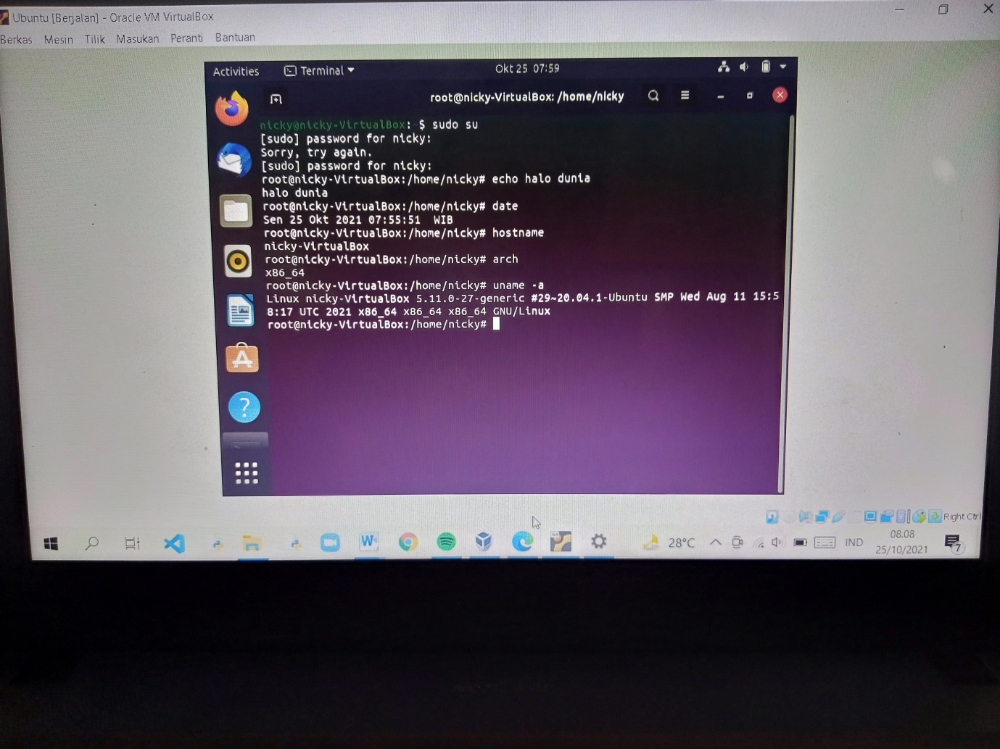 Ubuntu [Berjalan] - Oracle VM VirtualBox
Berkas Mesin Tilik Masukan Peranti Bantuan
Activities Terminal Okt 25 07:59
root@nicky-VirtualBox: /home/nicky
nicky@nicky-VirtualBox: $ sudo su
[sudo] password for nicky:
Sorry, try again.
[sudo] password for nicky:
root@nicky-VirtualBox:/home/nicky# echo halo dunia
halo dunia
root@nicky-VirtualBox:/home/nicky# date
Sen 25 Okt 2021 07:55:51 WIB
root@nicky-VirtualBox:/home/nicky# hostname
nicky-VirtualBox
root@nicky-VirtualBox:/home/nicky# arch
x86_64
root@nicky-VirtualBox:/home/nicky# uname -a
Linux nicky-VirtualBox 5.11.0-27-generic #29~20.04.1-Ubuntu SMP Wed Aug 11 15:5
8:17 UTC 2021 x86_64 x86_64 x86_64 GNU/Linux
root@nicky-VirtualBox:/home/nicky#
Right Ctrl
28°C IND 08.08
25/10/2021
7